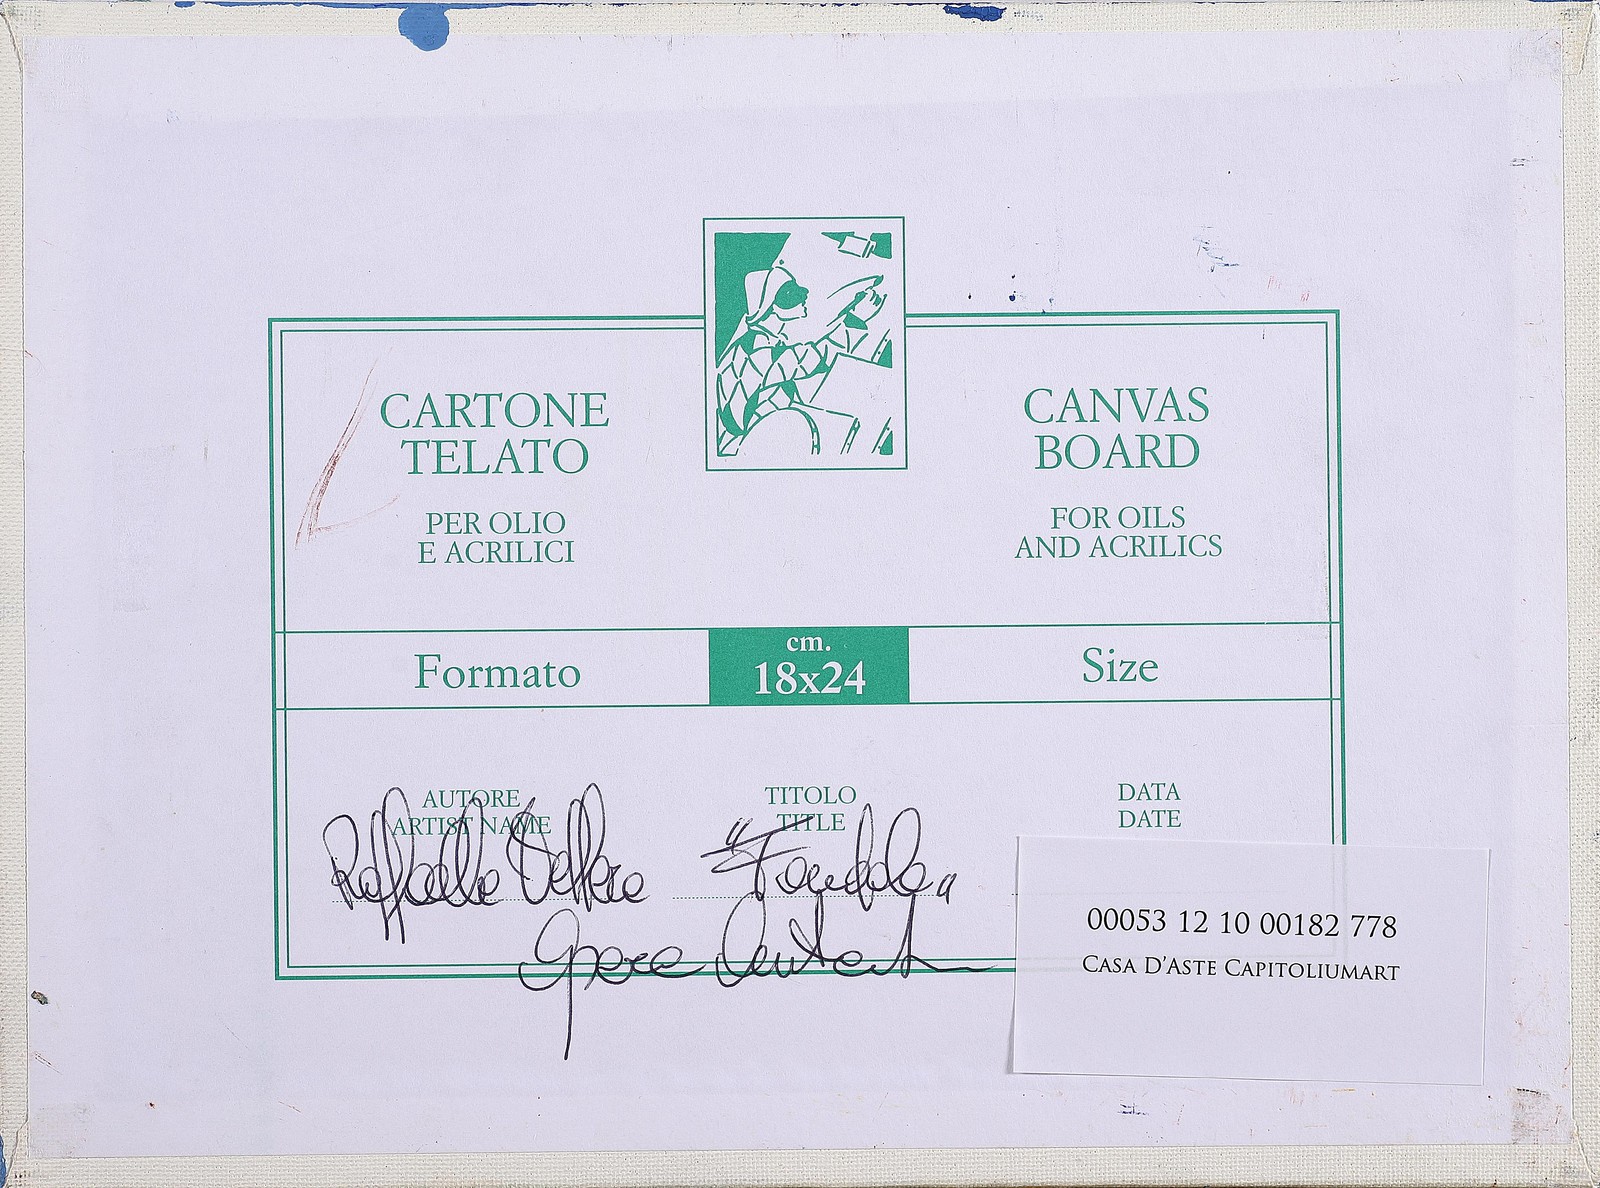 CARTONE
TELATO
PER OLIO
E ACRILICI
CANVAS
BOARD
FOR OILS
AND ACRILICS
Formato
cm.
18x24
Size
AUTORE
ARTIST NAME
TITOLO
TITLE
DATA
DATE
Raffaella
00053 12 10 00182 778
CASA D'ASTE CAPITOLIUMART